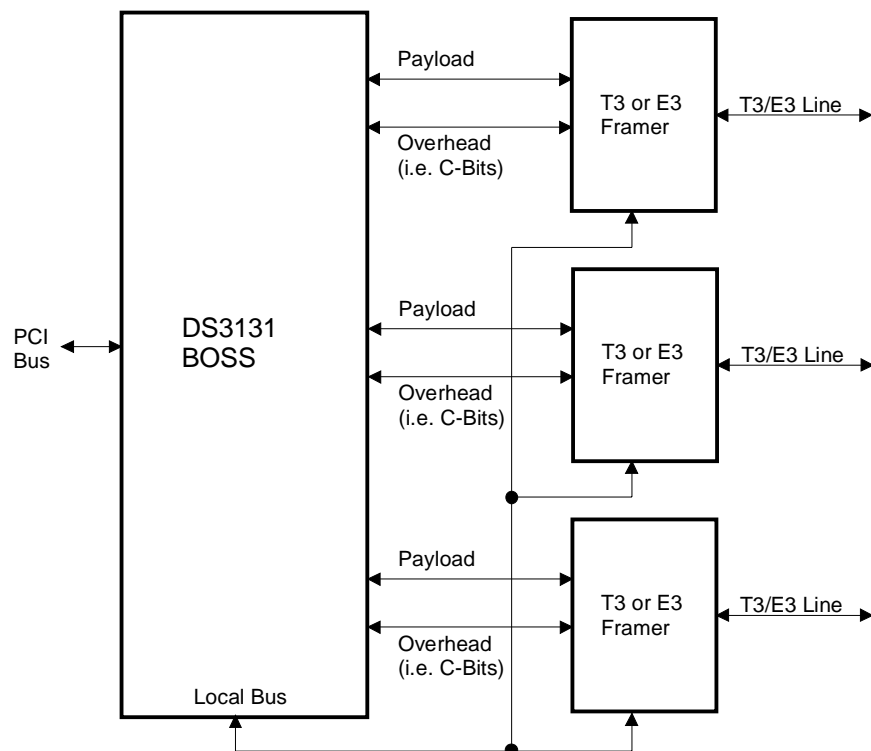 Payload
T3 or E3
Framer
T3/E3 Line
Overhead
(i.e. C-Bits)
PCI
Bus
DS3131
BOSS
Payload
T3 or E3
Framer
T3/E3 Line
Overhead
(i.e. C-Bits)
Payload
T3 or E3
Framer
T3/E3 Line
Overhead
(i.e. C-Bits)
Local Bus